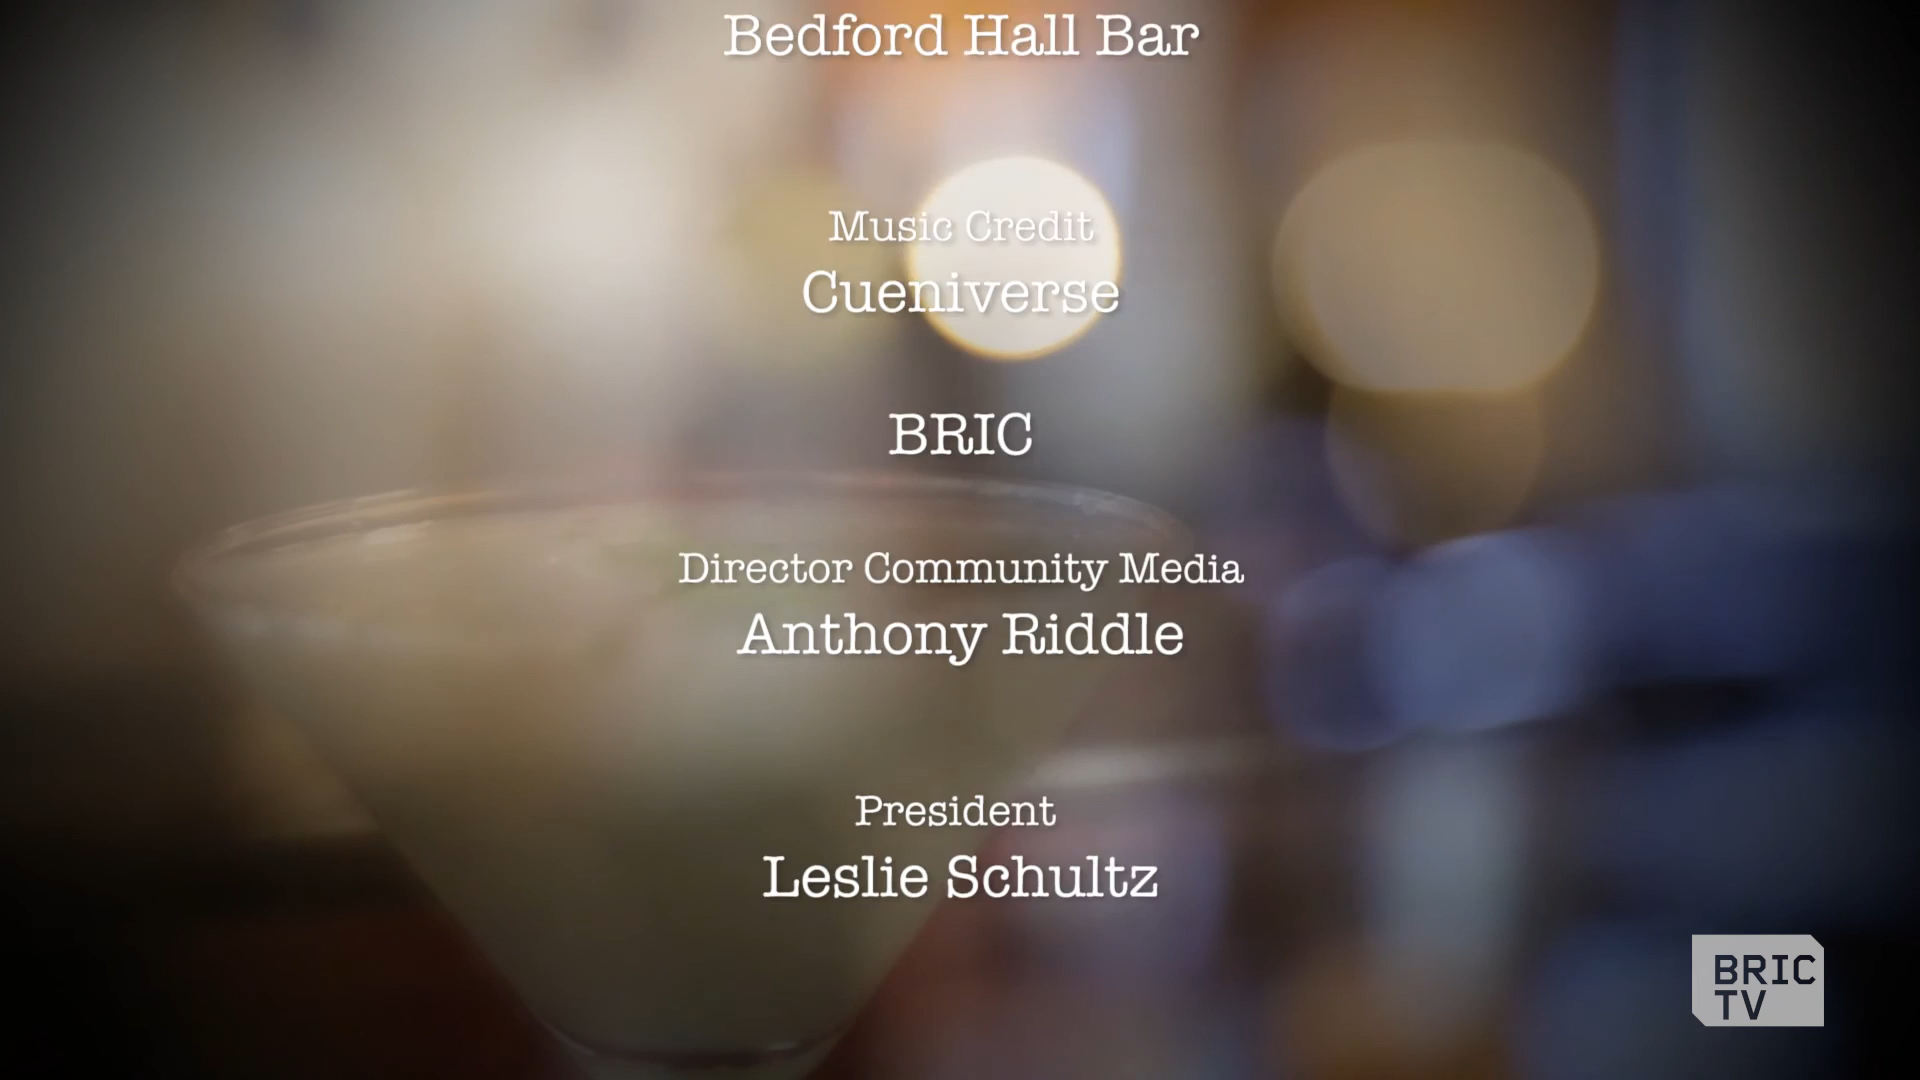 Bedford Hall Bar
Music Credit
Cueniverse
BRIC
Director Community Media
Anthony Riddle
President
Leslie Schultz
BRIC
TV